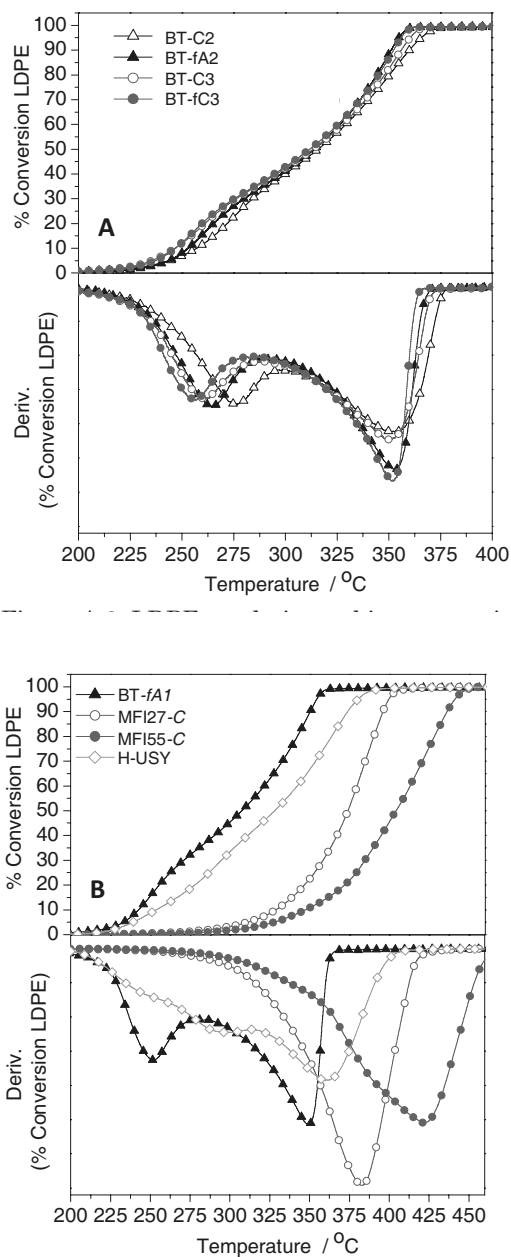 100
90
80
70
60
50
40
30
20
10
0
% Conversion LDPE
BT-C2
BT-fA2
BT-C3
BT-fC3
A
Deriv.
(% Conversion LDPE)
200 225 250 275 300 325 350 375 400
Temperature / °C
100
90
80
70
60
50
40
30
20
10
0
% Conversion LDPE
BT-fA1
MFI27-C
MFI55-C
H-USY
B
Deriv.
(% Conversion LDPE)
200 225 250 275 300 325 350 375 400 425 450
Temperature / °C